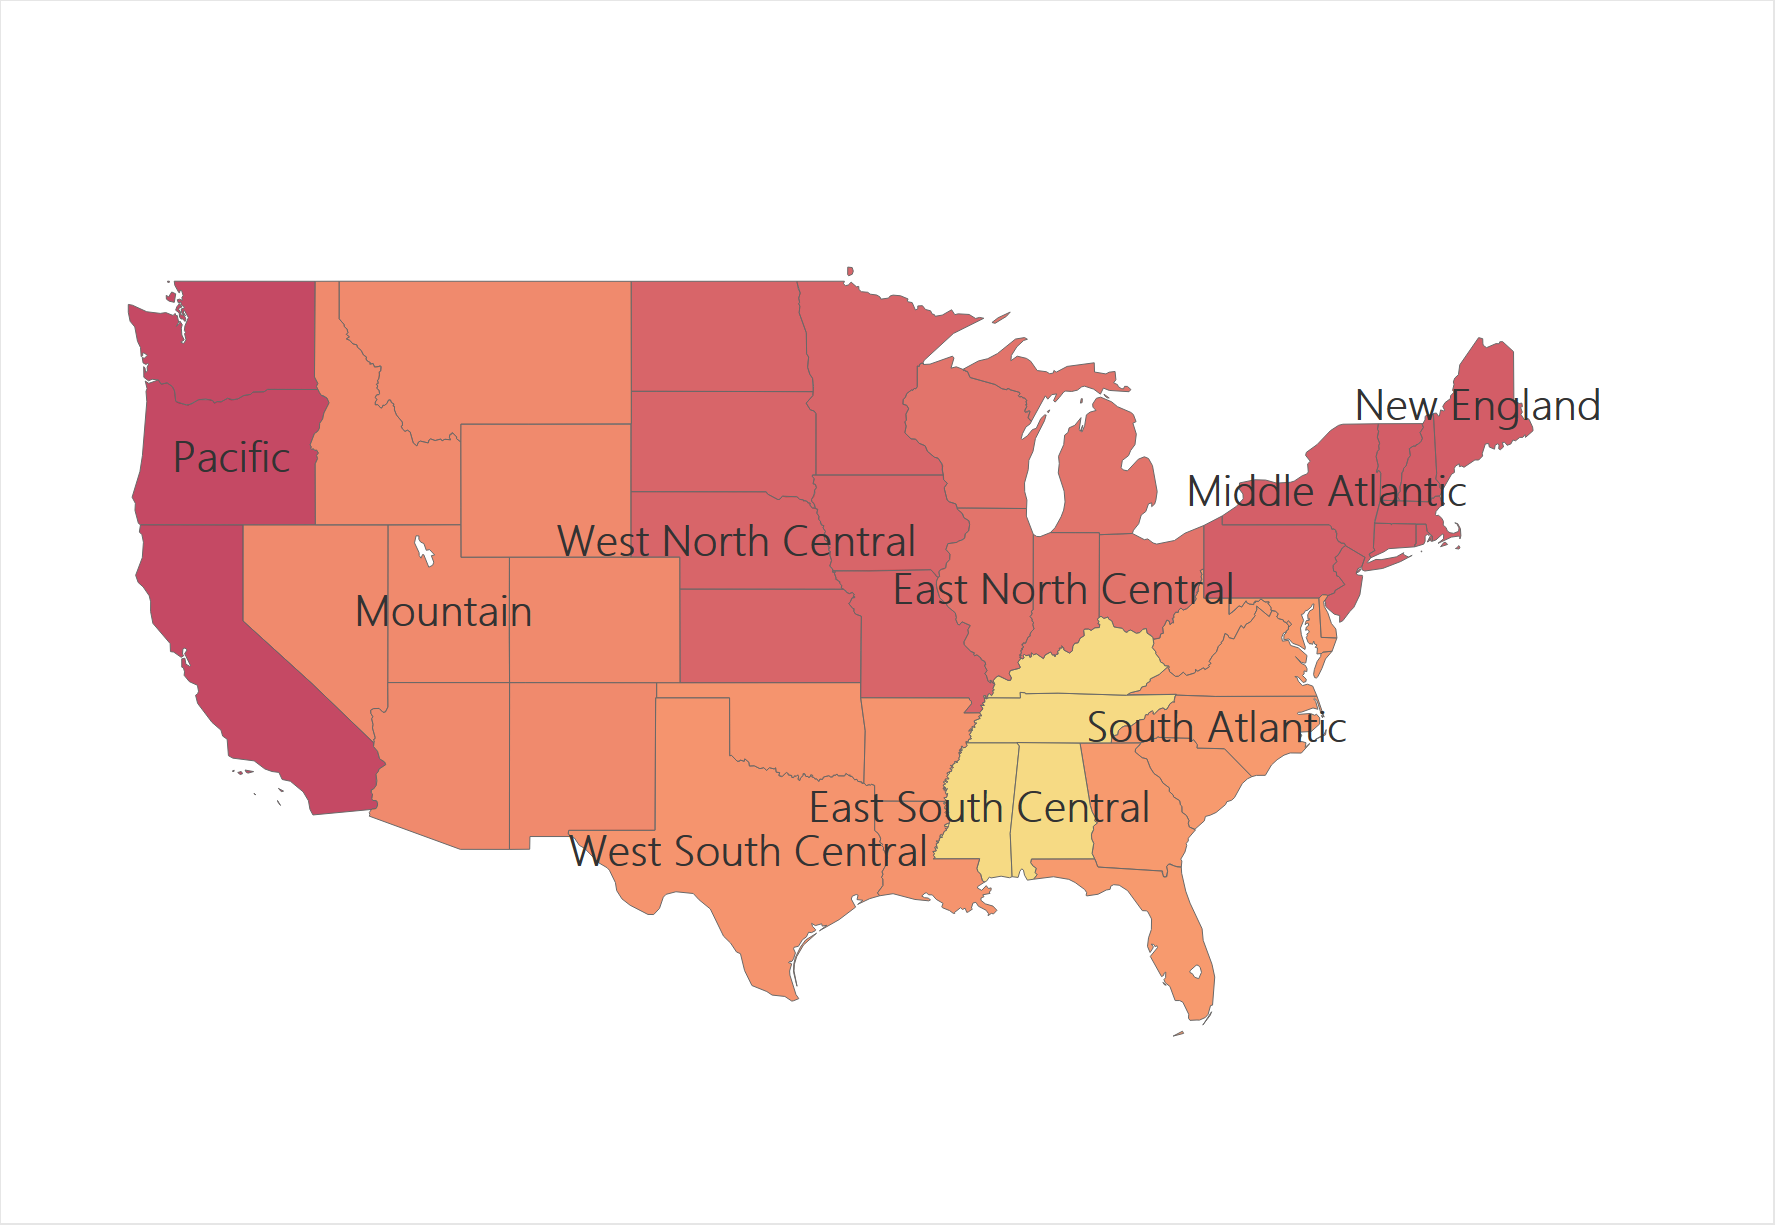 New England
Pacific
Middle Atlantic
West North Central
East North Central
Mountain
South Atlantic
East South Central
West South Central